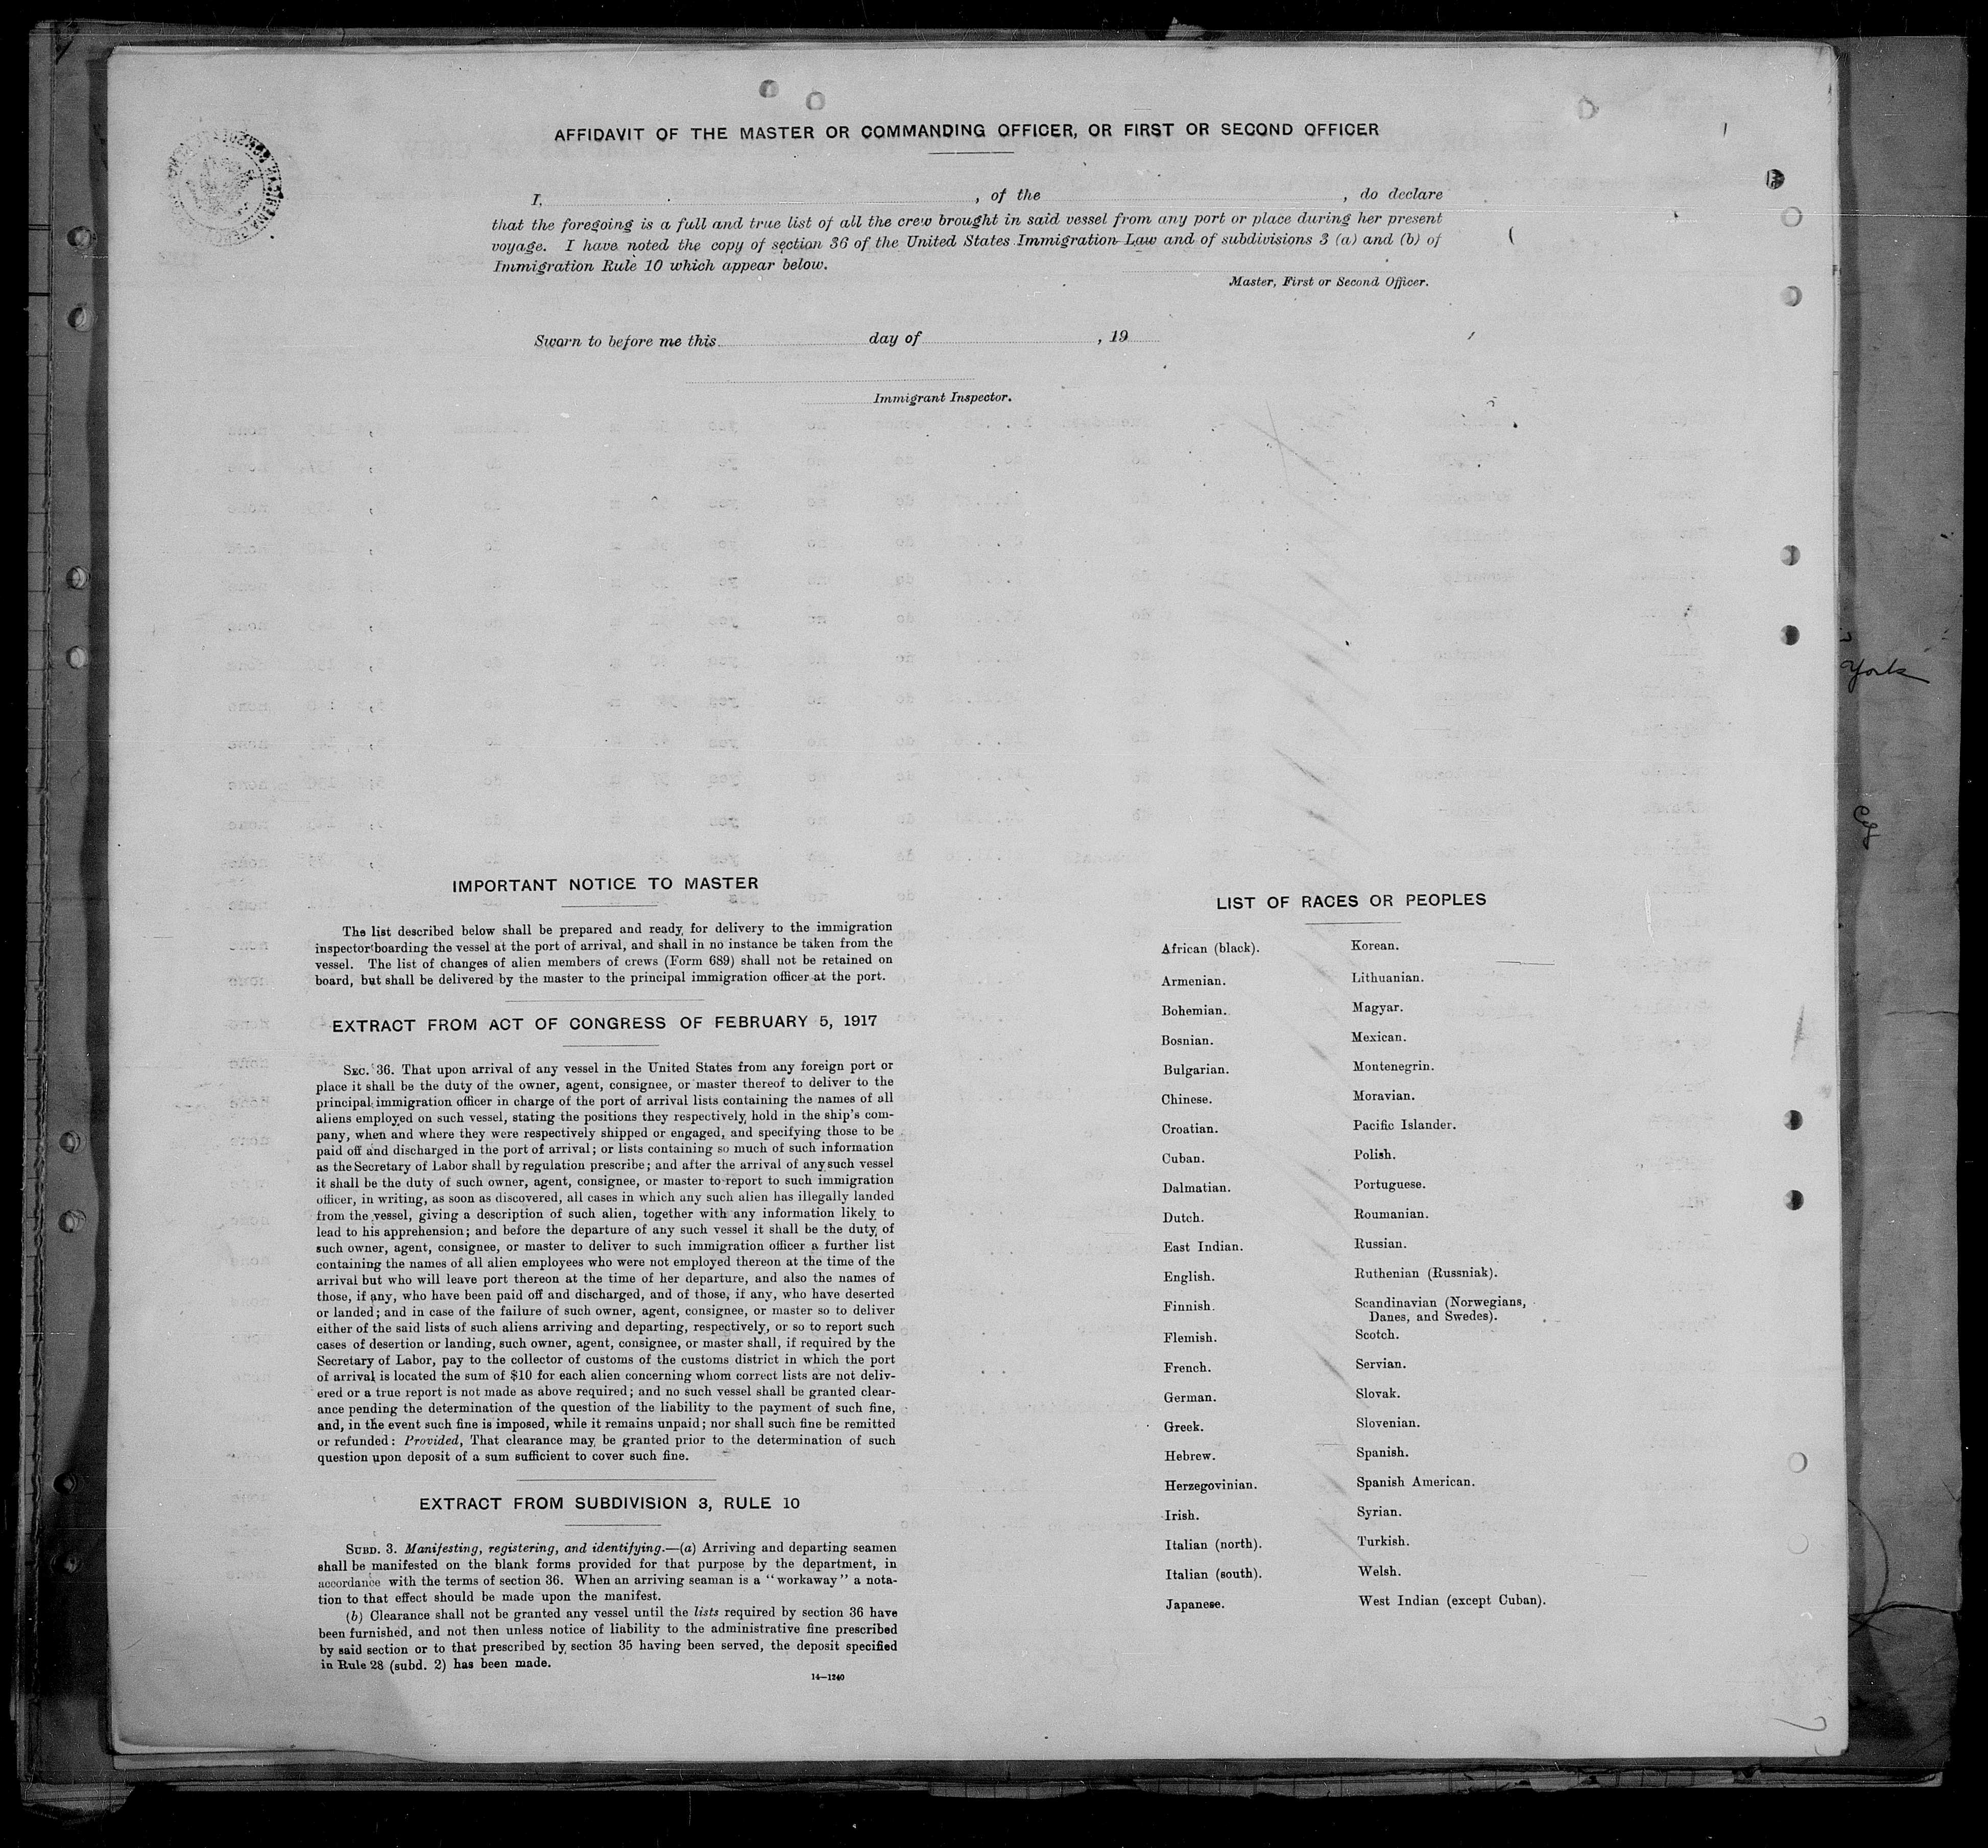 AFFIDAVIT OF THE MASTER OR COMMANDING OFFICER, OR FIRST OR SECOND OFFICER
I, , of the , do declare
that the foregoing is a full and true list of all the crew brought in said vessel from any port or place during her present
voyage. I have noted the copy of section 36 of the United States Immigration Law and of subdivisions 3 (a) and (b) of
Immigration Rule 10 which appear below.
Master, First or Second Officer.
Sworn to before me this day of , 19
Immigrant Inspector.
York
IMPORTANT NOTICE TO MASTER
The list described below shall be prepared and ready for delivery to the immigration
inspector boarding the vessel at the port of arrival, and shall in no instance be taken from the
vessel. The list of changes of alien members of crews (Form 689) shall not be retained on
board, but shall be delivered by the master to the principal immigration officer at the port.
EXTRACT FROM ACT OF CONGRESS OF FEBRUARY 5, 1917
SEC. 36. That upon arrival of any vessel in the United States from any foreign port or
place it shall be the duty of the owner, agent, consignee, or master thereof to deliver to the
principal immigration officer in charge of the port of arrival lists containing the names of all
aliens employed on such vessel, stating the positions they respectively hold in the ship's com-
pany, when and where they were respectively shipped or engaged, and specifying those to be
paid off and discharged in the port of arrival; or lists containing so much of such information
as the Secretary of Labor shall by regulation prescribe; and after the arrival of any such vessel
it shall be the duty of such owner, agent, consignee, or master to report to such immigration
officer, in writing, as soon as discovered, all cases in which any such alien has illegally landed
from the vessel, giving a description of such alien, together with any information likely to
lead to his apprehension; and before the departure of any such vessel it shall be the duty of
such owner, agent, consignee, or master to deliver to such immigration officer a further list
containing the names of all alien employees who were not employed thereon at the time of the
arrival but who will leave port thereon at the time of her departure, and also the names of
those, if any, who have been paid off and discharged, and of those, if any, who have deserted
or landed; and in case of the failure of such owner, agent, consignee, or master so to deliver
either of the said lists of such aliens arriving and departing, respectively, or so to report such
cases of desertion or landing, such owner, agent, consignee, or master shall, if required by the
Secretary of Labor, pay to the collector of customs of the customs district in which the port
of arrival is located the sum of $10 for each alien concerning whom correct lists are not deliv-
ered or a true report is not made as above required; and no such vessel shall be granted clear-
ance pending the determination of the question of the liability to the payment of such fine,
and, in the event such fine is imposed, while it remains unpaid; nor shall such fine be remitted
or refunded: Provided, That clearance may be granted prior to the determination of such
question upon deposit of a sum sufficient to cover such fine.
EXTRACT FROM SUBDIVISION 3, RULE 10
SUBD. 3. Manifesting, registering, and identifying.—(a) Arriving and departing seamen
shall be manifested on the blank forms provided for that purpose by the department, in
accordance with the terms of section 36. When an arriving seaman is a "workaway" a nota-
tion to that effect should be made upon the manifest.
(b) Clearance shall not be granted any vessel until the lists required by section 36 have
been furnished, and not then unless notice of liability to the administrative fine prescribed
by said section or to that prescribed by section 35 having been served, the deposit specified
in Rule 28 (subd. 2) has been made.
14—1240
LIST OF RACES OR PEOPLES
African (black).
Armenian.
Bohemian.
Bosnian.
Bulgarian.
Chinese.
Croatian.
Cuban.
Dalmatian.
Dutch.
East Indian.
English.
Finnish.
Flemish.
French.
German.
Greek.
Hebrew.
Herzegovinian.
Irish.
Italian (north).
Italian (south).
Japanese.
Korean.
Lithuanian.
Magyar.
Mexican.
Montenegrin.
Moravian.
Pacific Islander.
Polish.
Portuguese.
Roumanian.
Russian.
Ruthenian (Russniak).
Scandinavian (Norwegians,
Danes, and Swedes).
Scotch.
Servian.
Slovak.
Slovenian.
Spanish.
Spanish American.
Syrian.
Turkish.
Welsh.
West Indian (except Cuban).